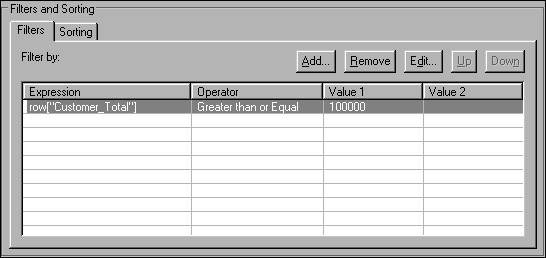 Filters and Sorting
Filters Sorting
Filter by: Add... Remove Edit... Up Down
Expression Operator Value 1 Value 2
row["Customer_Total"] Greater than or Equal 100000